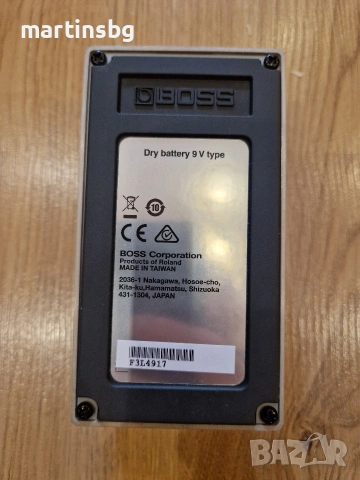 martinsbg
BOSS
Dry battery 9 V type
10
CE
BOSS Corporation
Products of Roland
MADE IN TAIWAN
2036-1 Nakagawa, Hosoe-cho,
Kita-ku,Hamamatsu, Shizuoka
431-1304, JAPAN
F3L4917
BAZAR
bg